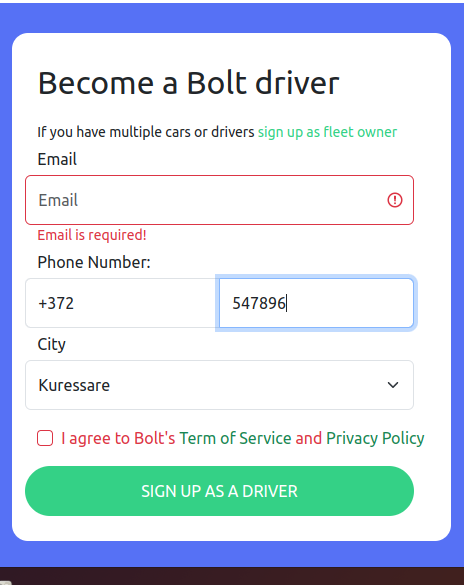 Become a Bolt driver
If you have multiple cars or drivers sign up as fleet owner
Email
Email
Email is required!
Phone Number:
+372 547896
City
Kuressare
I agree to Bolt's Term of Service and Privacy Policy
SIGN UP AS A DRIVER